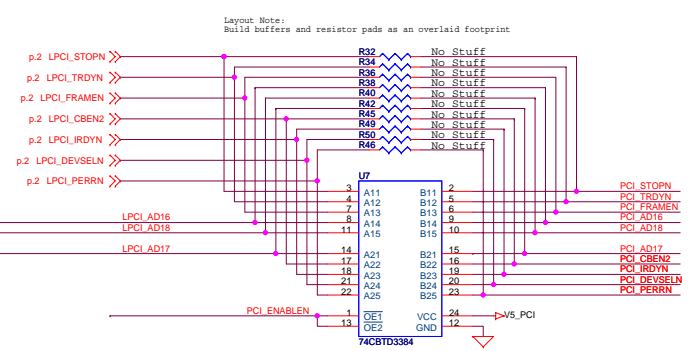 Layout Note:
Build buffers and resistor pads as an overlaid footprint
R32 No Stuff
p.2 LPCI_STOPN
R34 No Stuff
R36 No Stuff
p.2 LPCI_TRDYN
R38 No Stuff
R40 No Stuff
p.2 LPCI_FRAMEN
R42 No Stuff
R45 No Stuff
p.2 LPCI_CBEN2
R49 No Stuff
R50 No Stuff
p.2 LPCI_IRDYN
R46 No Stuff
p.2 LPCI_DEVSELN
p.2 LPCI_PERRN
U7
3 A11 B11 2 PCI_STOPN
4 A12 B12 5 PCI_TRDYN
7 A13 B13 6 PCI_FRAMEN
LPCI_AD16 8 A14 B14 9 PCI_AD16
LPCI_AD18 11 A15 B15 10 PCI_AD18
LPCI_AD17 14 A21 B21 15 PCI_AD17
17 A22 B22 16 PCI_CBEN2
18 A23 B23 19 PCI_IRDYN
21 A24 B24 20 PCI_DEVSELN
22 A25 B25 23 PCI_PERRN
PCI_ENABLEN 1 OE1 VCC 24 V5_PCI
13 OE2 GND 12
74CBTD3384